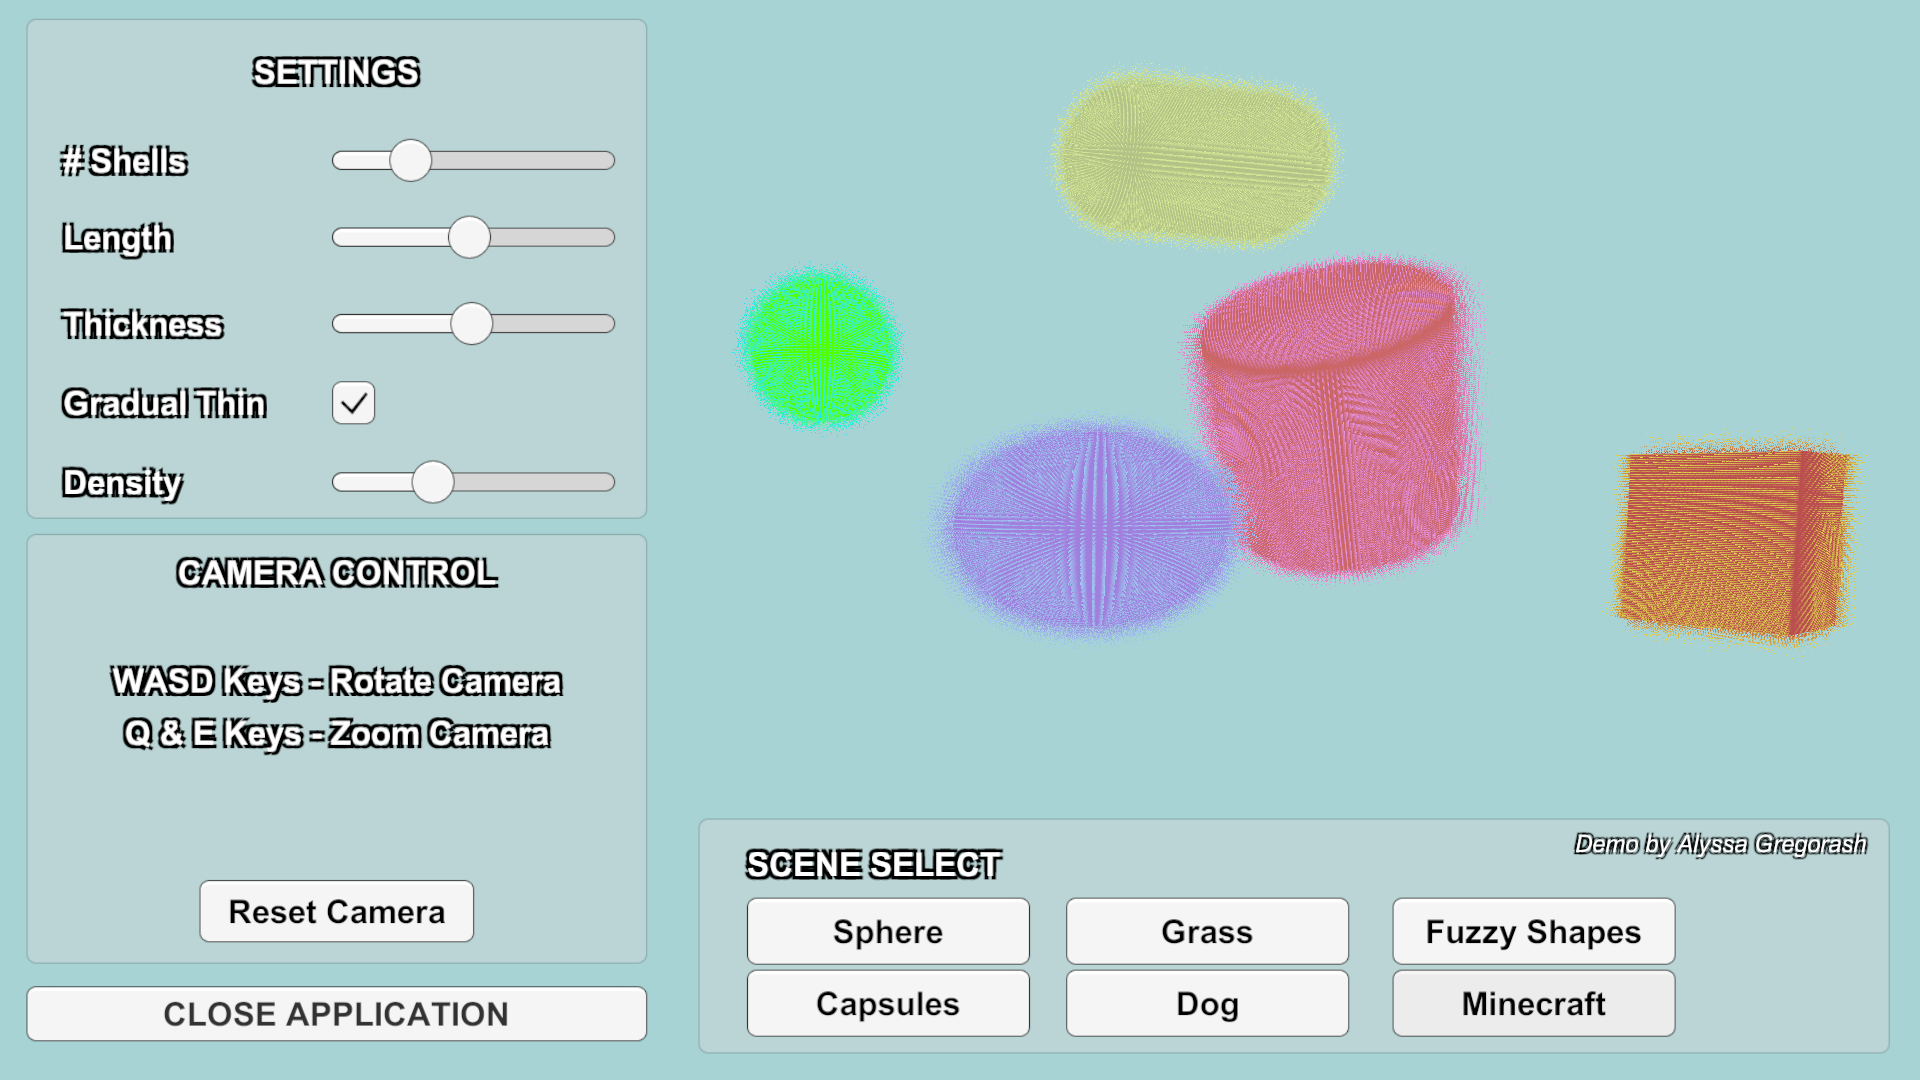 SETTINGS
# Shells
Length
Thickness
Gradual Thin
Density
CAMERA CONTROL
WASD Keys - Rotate Camera
Q & E Keys - Zoom Camera
Reset Camera
CLOSE APPLICATION
Demo by Alyssa Gregorash
SCENE SELECT
Sphere Grass Fuzzy Shapes
Capsules Dog Minecraft